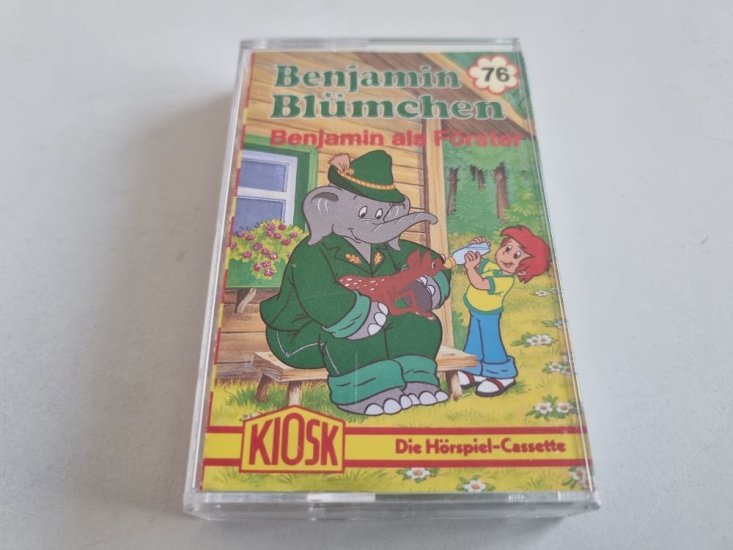 Benjamin
76
Blümchen
Benjamin als Förster
KIOSK
Die Hörspiel-Cassette